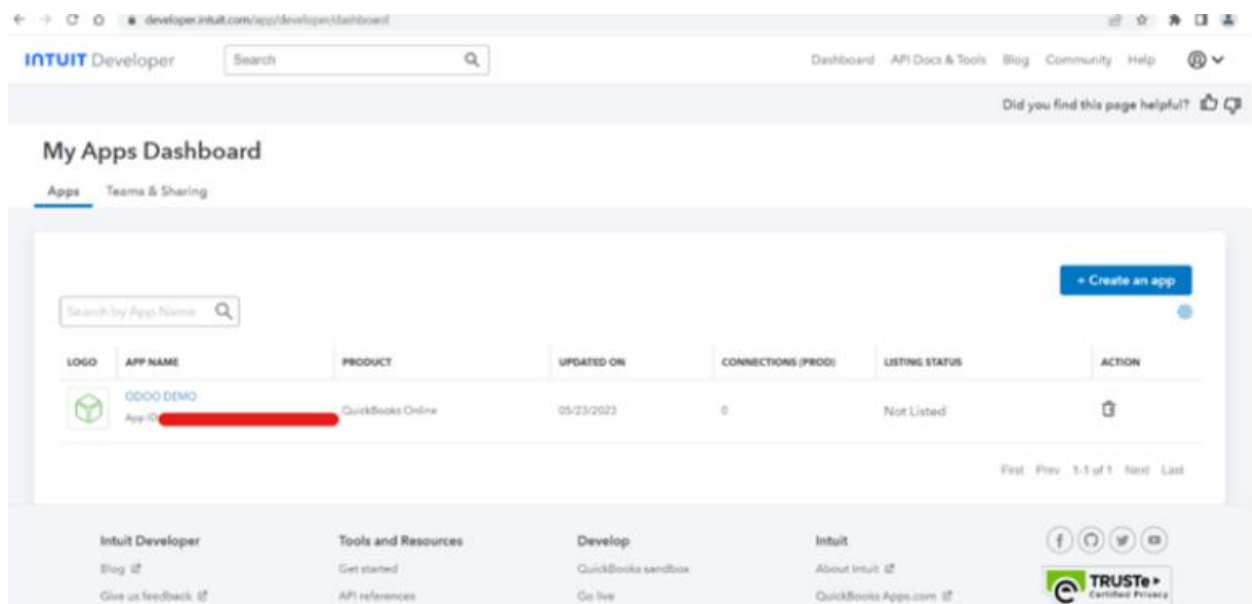 developer.intuit.com/app/developer/dashboard
INTUIT Developer
Search
Dashboard API Docs & Tools Blog Community Help
Did you find this page helpful?
My Apps Dashboard
Apps Teams & Sharing
+ Create an app
Search by App Name
LOGO APP NAME PRODUCT UPDATED ON CONNECTIONS (PROD) LISTING STATUS ACTION
ODOO DEMO
App ID QuickBooks Online 05/23/2023 0 Not Listed
First Prev 1-1 of 1 Next Last
Intuit Developer Tools and Resources Develop Intuit
Blog Get started QuickBooks sandbox About Intuit
Give us feedback API references Go live QuickBooks Apps.com
TRUSTe
Certified Privacy